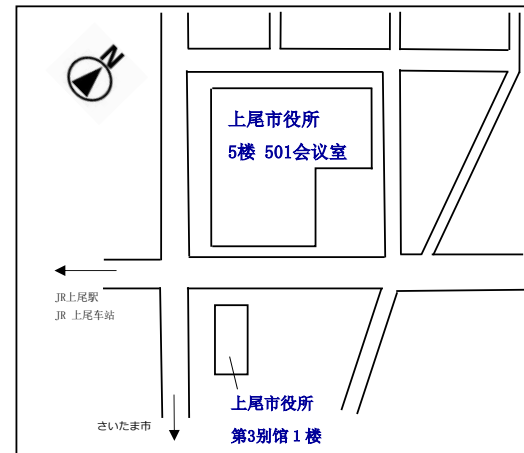 N
上尾市役所
5楼 501会议室
JR上尾駅
JR 上尾车站
上尾市役所
さいたま市
第3别馆 1 楼